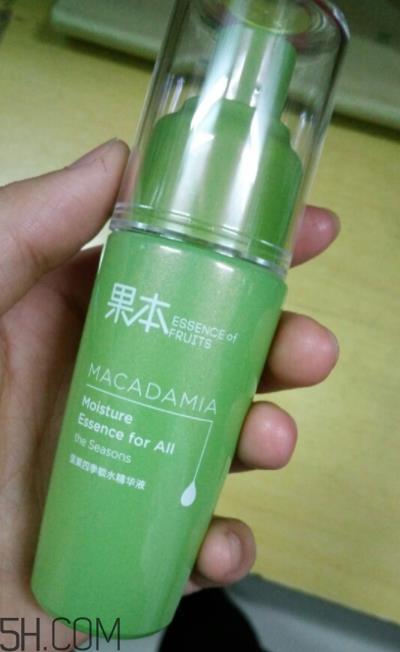 果本 ESSENCE of
FRUITS
MACADAMIA
Moisture
Essence for All
the Seasons
坚果四季锁水精华液
5H.COM